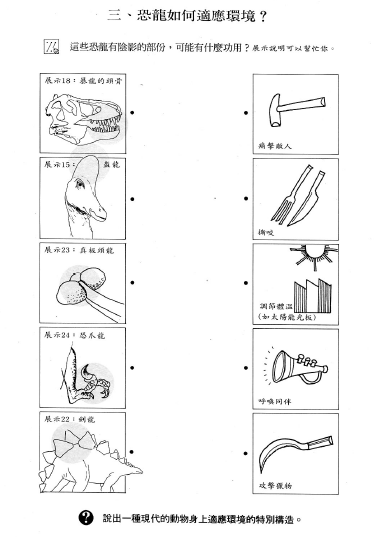 三、恐龍如何適應環境？
這些恐龍有陰影的部份，可能有什麼功用？展示說明可以幫忙你。
展示18：暴龍的頭骨
展示15： 盔龍
展示23：真板頭龍
展示24：恐爪龍
展示22：劍龍
痛擊敵人
撕咬
調節體溫
(如太陽能光板)
呼喚同伴
攻擊獵物
? 說出一種現代的動物身上適應環境的特別構造。